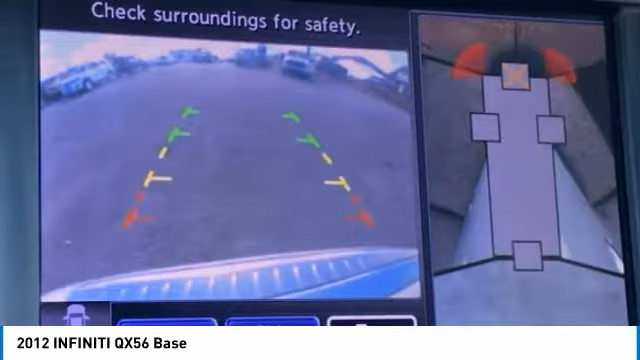 Check surroundings for safety.
2012 INFINITI QX56 Base